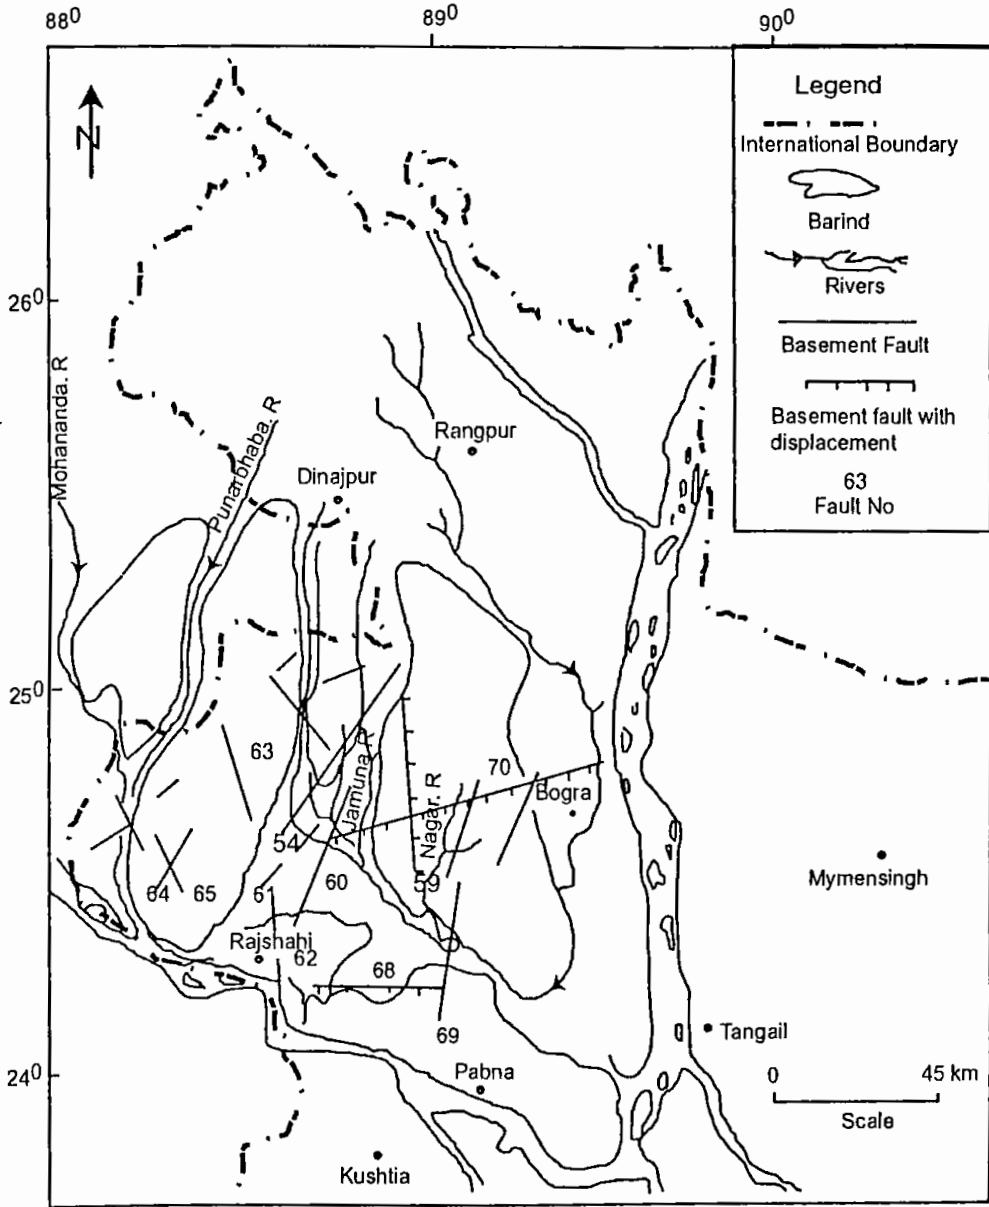 88⁰
89⁰
90⁰
N
Legend
International Boundary
Barind
Rivers
Basement Fault
Basement fault with
displacement
63
Fault No
26⁰
Mohananda. R
Punarbhaba. R
Rangpur
Dinajpur
25⁰
63
70
Jamuna R
Nagar. R
Bogra
54
Mymensingh
64
65
61
60
59
Rajshahi
62
68
69
Tangail
24⁰
Pabna
0
45 km
Scale
Kushtia